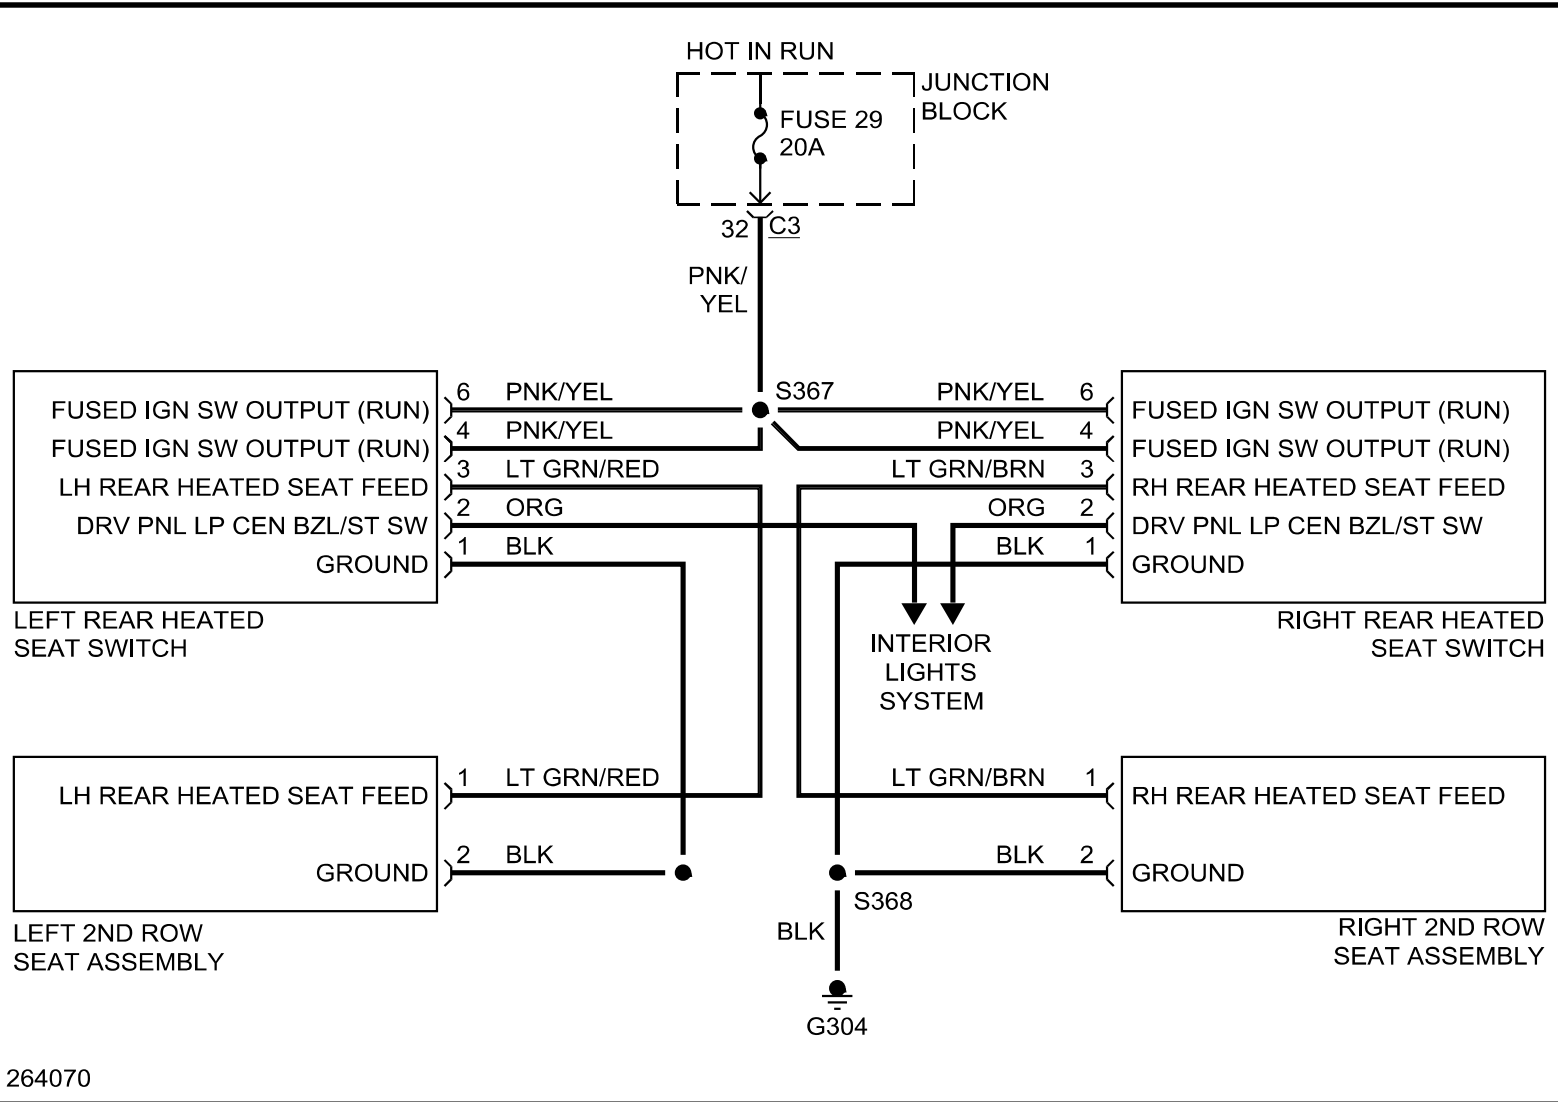 HOT IN RUN
JUNCTION
BLOCK
FUSE 29
20A
32 C3
PNK/
YEL
S367
6 PNK/YEL
PNK/YEL 6
FUSED IGN SW OUTPUT (RUN)
FUSED IGN SW OUTPUT (RUN)
4 PNK/YEL
PNK/YEL 4
FUSED IGN SW OUTPUT (RUN)
FUSED IGN SW OUTPUT (RUN)
3 LT GRN/RED
LT GRN/BRN 3
LH REAR HEATED SEAT FEED
RH REAR HEATED SEAT FEED
2 ORG
ORG 2
DRV PNL LP CEN BZL/ST SW
DRV PNL LP CEN BZL/ST SW
1 BLK
BLK 1
GROUND
GROUND
LEFT REAR HEATED
SEAT SWITCH
RIGHT REAR HEATED
SEAT SWITCH
INTERIOR
LIGHTS
SYSTEM
1 LT GRN/RED
LT GRN/BRN 1
LH REAR HEATED SEAT FEED
RH REAR HEATED SEAT FEED
2 BLK
BLK 2
GROUND
GROUND
S368
LEFT 2ND ROW
SEAT ASSEMBLY
BLK
RIGHT 2ND ROW
SEAT ASSEMBLY
G304
264070